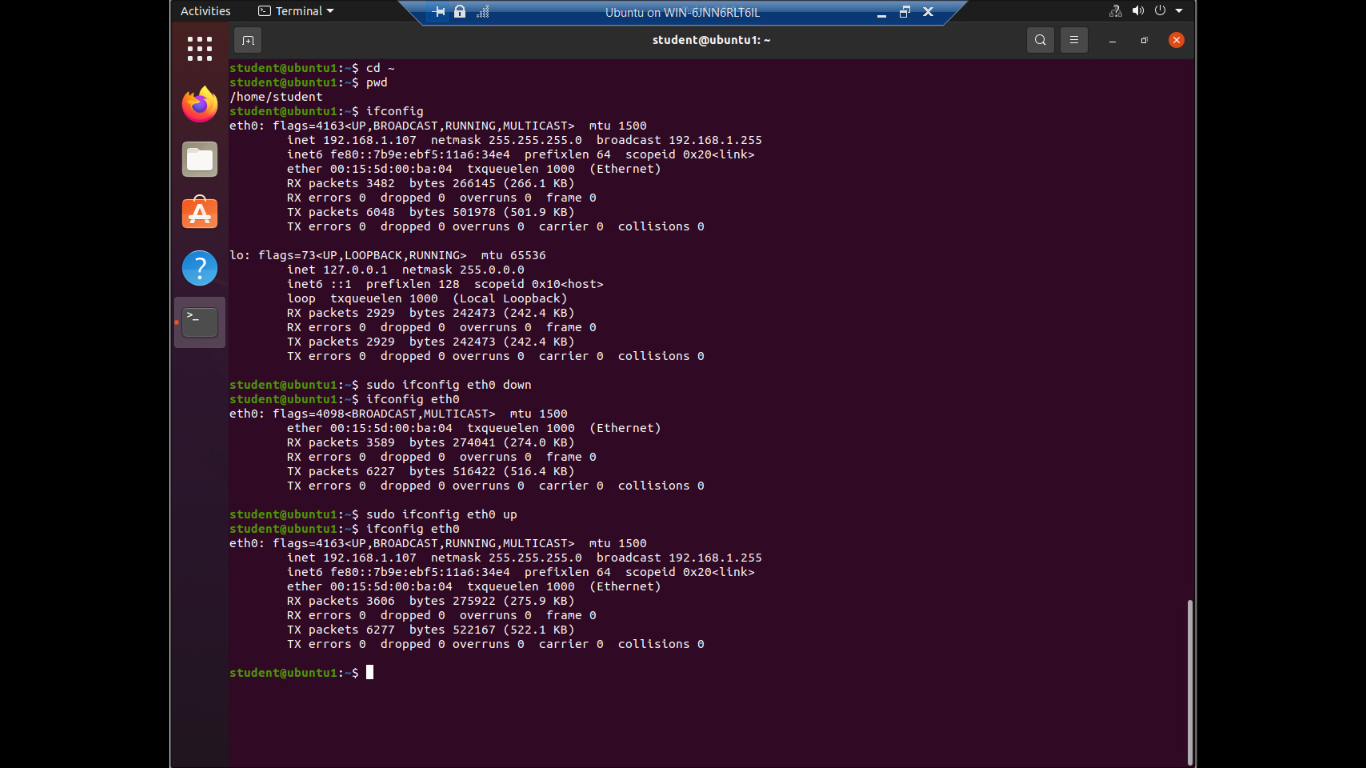 Activities
Terminal
Ubuntu on WIN-6JNN6RLT6IL
student@ubuntu1: ~
student@ubuntu1:~$ cd ~
student@ubuntu1:~$ pwd
/home/student
student@ubuntu1:~$ ifconfig
eth0: flags=4163<UP,BROADCAST,RUNNING,MULTICAST>  mtu 1500
        inet 192.168.1.107  netmask 255.255.255.0  broadcast 192.168.1.255
        inet6 fe80::7b9e:ebf5:11a6:34e4  prefixlen 64  scopeid 0x20<link>
        ether 00:15:5d:00:ba:04  txqueuelen 1000  (Ethernet)
        RX packets 3482  bytes 266145 (266.1 KB)
        RX errors 0  dropped 0  overruns 0  frame 0
        TX packets 6048  bytes 501978 (501.9 KB)
        TX errors 0  dropped 0 overruns 0  carrier 0  collisions 0
lo: flags=73<UP,LOOPBACK,RUNNING>  mtu 65536
        inet 127.0.0.1  netmask 255.0.0.0
        inet6 ::1  prefixlen 128  scopeid 0x10<host>
        loop  txqueuelen 1000  (Local Loopback)
        RX packets 2929  bytes 242473 (242.4 KB)
        RX errors 0  dropped 0  overruns 0  frame 0
        TX packets 2929  bytes 242473 (242.4 KB)
        TX errors 0  dropped 0 overruns 0  carrier 0  collisions 0
student@ubuntu1:~$ sudo ifconfig eth0 down
student@ubuntu1:~$ ifconfig eth0
eth0: flags=4098<BROADCAST,MULTICAST>  mtu 1500
        ether 00:15:5d:00:ba:04  txqueuelen 1000  (Ethernet)
        RX packets 3589  bytes 274041 (274.0 KB)
        RX errors 0  dropped 0  overruns 0  frame 0
        TX packets 6227  bytes 516422 (516.4 KB)
        TX errors 0  dropped 0 overruns 0  carrier 0  collisions 0
student@ubuntu1:~$ sudo ifconfig eth0 up
student@ubuntu1:~$ ifconfig eth0
eth0: flags=4163<UP,BROADCAST,RUNNING,MULTICAST>  mtu 1500
        inet 192.168.1.107  netmask 255.255.255.0  broadcast 192.168.1.255
        inet6 fe80::7b9e:ebf5:11a6:34e4  prefixlen 64  scopeid 0x20<link>
        ether 00:15:5d:00:ba:04  txqueuelen 1000  (Ethernet)
        RX packets 3606  bytes 275922 (275.9 KB)
        RX errors 0  dropped 0  overruns 0  frame 0
        TX packets 6277  bytes 522167 (522.1 KB)
        TX errors 0  dropped 0 overruns 0  carrier 0  collisions 0
student@ubuntu1:~$